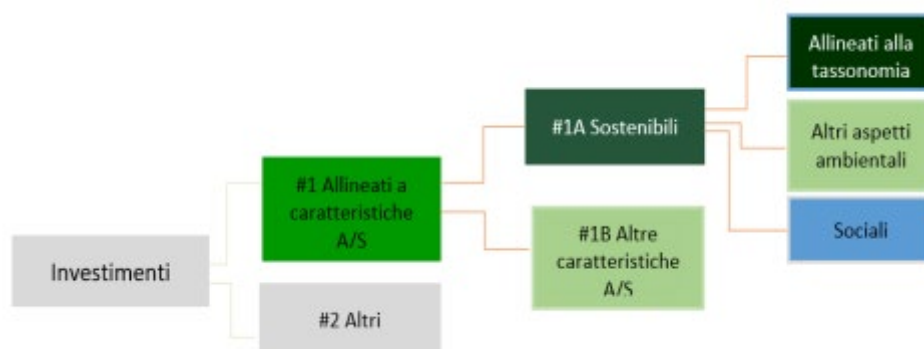 Investimenti
#1 Allineati a
caratteristiche
A/S
#2 Altri
#1A Sostenibili
#1B Altre
caratteristiche
A/S
Allineati alla
tassonomia
Altri aspetti
ambientali
Sociali